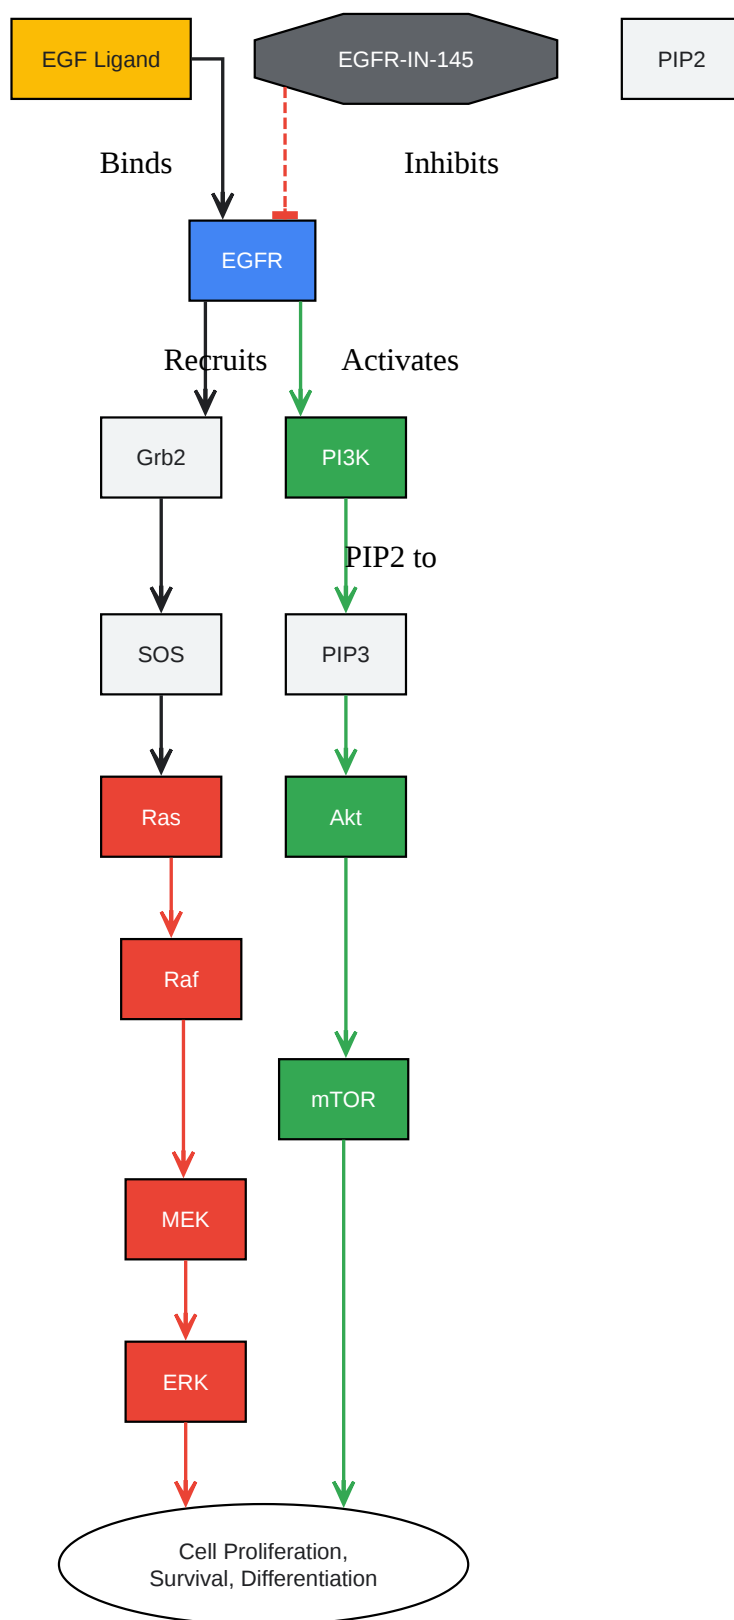 EGF Ligand
EGFR-IN-145
PIP2
Binds
Inhibits
EGFR
Recruits
Activates
Grb2
PI3K
PIP2 to
SOS
PIP3
Ras
Akt
Raf
mTOR
MEK
ERK
Cell Proliferation,
Survival, Differentiation